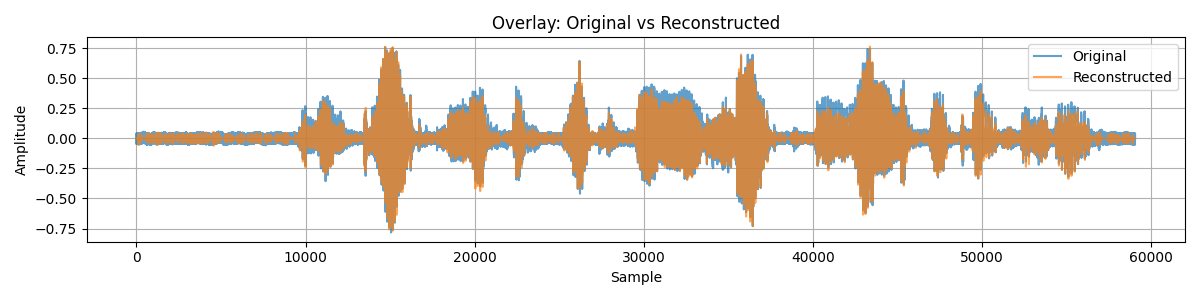 Overlay: Original vs Reconstructed
Original
Reconstructed
Amplitude
0.75
0.50
0.25
0.00
−0.25
−0.50
−0.75
0
10000
20000
30000
40000
50000
60000
Sample